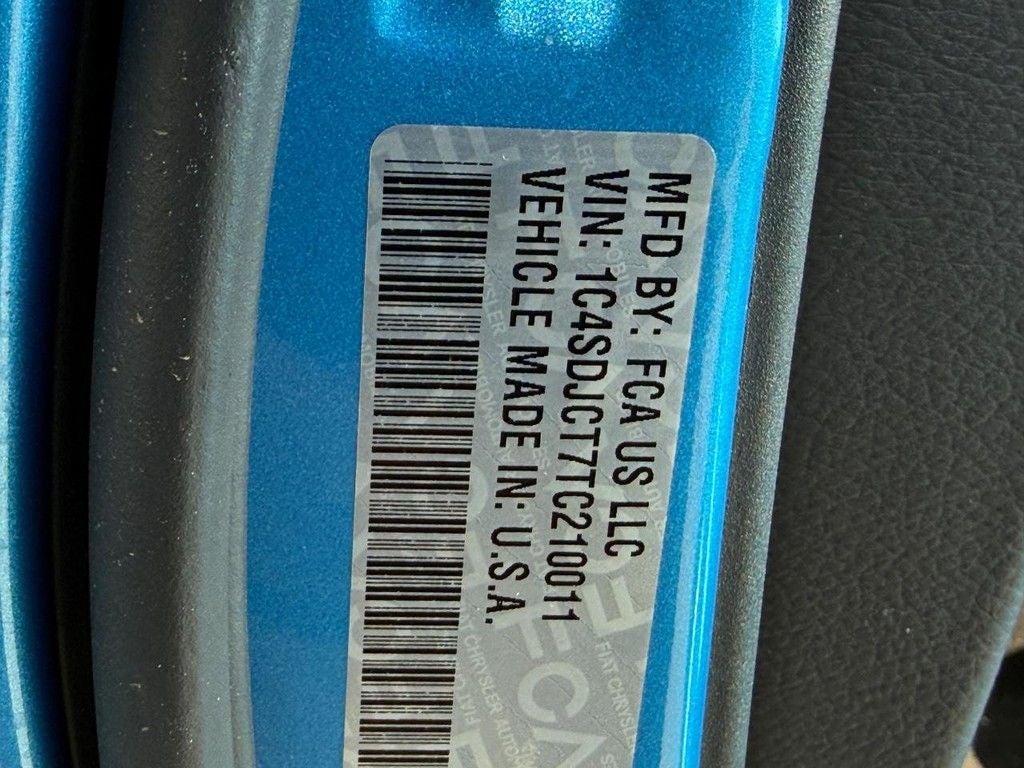 MFD BY: FCA US LLC
VIN: 1C4SDJCT7TC210011
VEHICLE MADE IN: U.S.A.